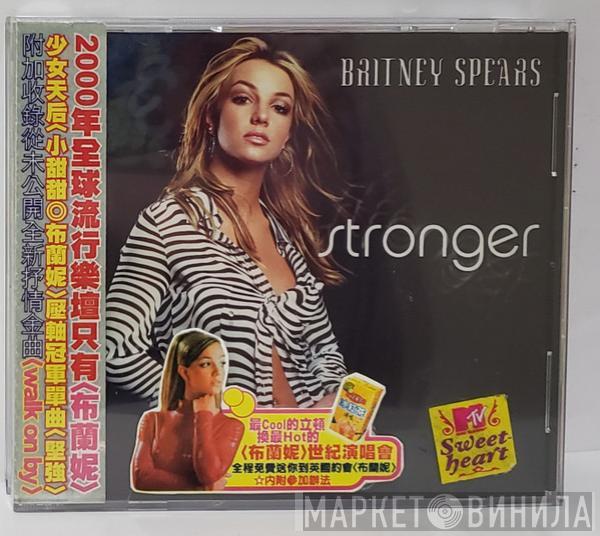 2000年全球流行樂壇只有〈布蘭妮〉
少女天后〈小甜甜◎布蘭妮〉壓軸冠軍單曲〈堅強〉
附加收錄從未公開全新抒情金曲〈walk on by〉
BRITNEY SPEARS
stronger
最Cool的立頓
換最Hot的
〈布蘭妮〉世紀演唱會
全程免費送你到英國約會〈布蘭妮〉
☆內附參加辦法
MTV
Sweet-
heart
МАРКЕТ ВИНИЛА